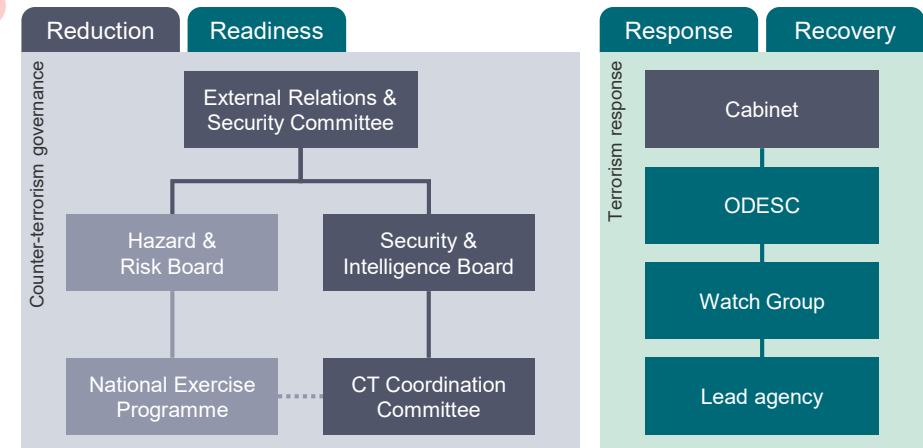 Reduction
Readiness
Counter-terrorism governance
External Relations &
Security Committee
Hazard &
Risk Board
Security &
Intelligence Board
National Exercise
Programme
CT Coordination
Committee
Response
Recovery
Terrorism response
Cabinet
ODESC
Watch Group
Lead agency